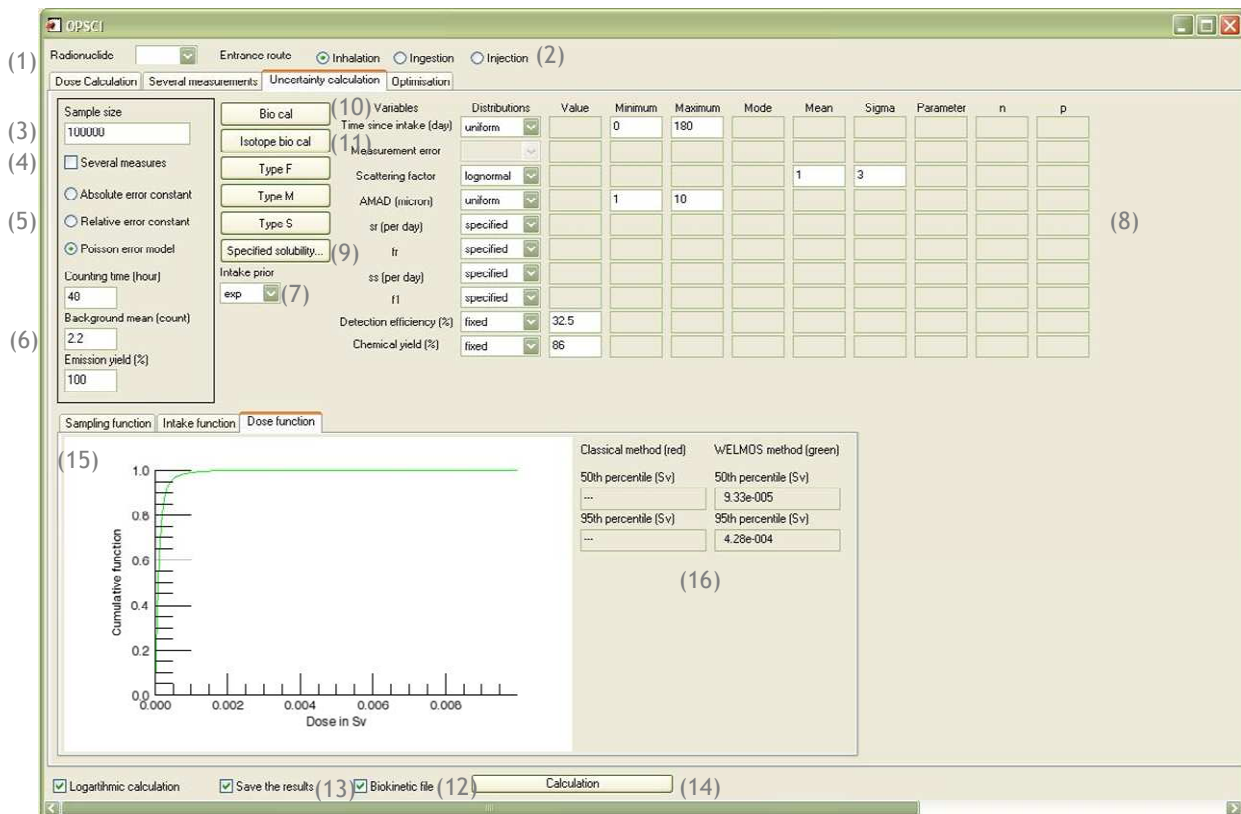 OPSCI
(1) Radionuclide Entrance route Inhalation Ingestion Injection (2)
Dose Calculation Several measurements Uncertainty calculation Optimisation
Sample size
(3) 100000
(4) Several measures
Absolute error constant
(5) Relative error constant
Poisson error model
Counting time (hour)
48
Background mean (count)
(6) 2.2
Emission yield (%)
100
Bio cal (10)
Isotope bio cal (11)
Type F
Type M
Type S
Specified solubility... (9)
Intake prior
exp (7)
Variables Distributions Value Minimum Maximum Mode Mean Sigma Parameter n p
Time since intake (day) uniform 0 180
Measurement error
Scattering factor lognormal 1 3
AMAD (micron) uniform 1 10
sr (per day) specified (8)
fr specified
ss (per day) specified
f1 specified
Detection efficiency (%) fixed 32.5
Chemical yield (%) fixed 86
Sampling function Intake function Dose function
(15)
1.0
0.8
0.6
0.4
0.2
0.0
Cumulative function
0.000 0.002 0.004 0.006 0.008
Dose in Sv
Classical method (red) WELMOS method (green)
50th percentile (Sv) 50th percentile (Sv)
--- 9.33e-005
95th percentile (Sv) 95th percentile (Sv)
--- 4.28e-004
(16)
Logartihmic calculation Save the results (13) Biokinetic file (12) Calculation (14)